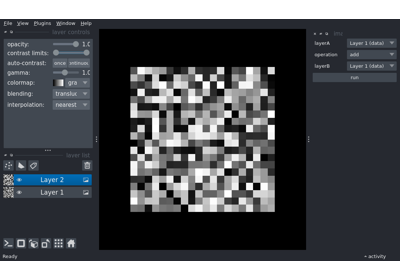 File View Plugins Window Help
layer controls
opacity: 1.0
contrast limits:
auto-contrast: once
gamma: 1.0
colormap: gra
blending: transluc
interpolation: nearest
layer list
Layer 2
Layer 1
layerA Layer 1 (data)
operation add
layerB Layer 1 (data)
run
Ready
activity